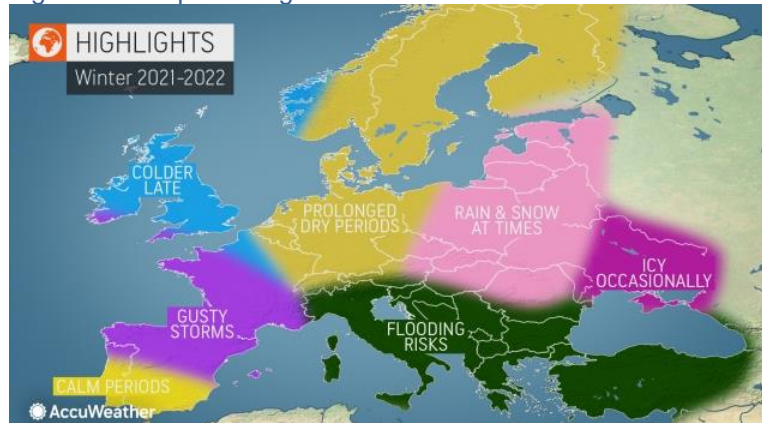 HIGHLIGHTS
Winter 2021-2022
COLDER
LATE
PROLONGED
DRY PERIODS
RAIN & SNOW
AT TIMES
ICY
OCCASIONALLY
GUSTY
STORMS
FLOODING
RISKS
CALM PERIODS
AccuWeather